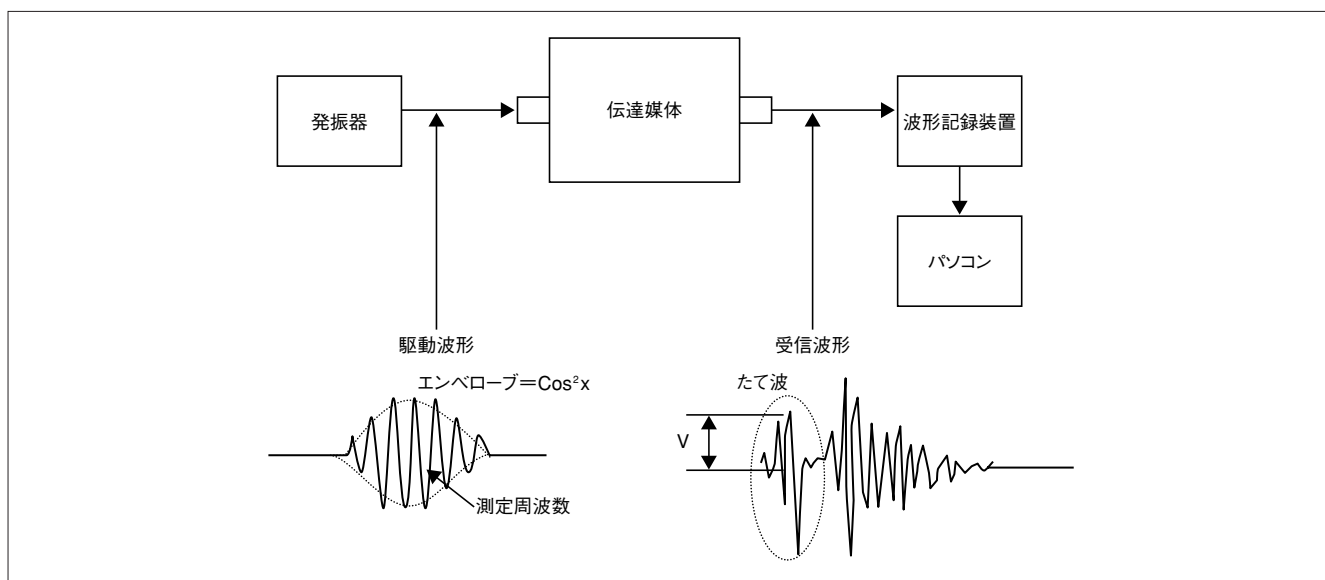 発振器
伝達媒体
波形記録装置
パソコン
駆動波形
エンベローブ＝Cos²x
測定周波数
受信波形
たて波
V